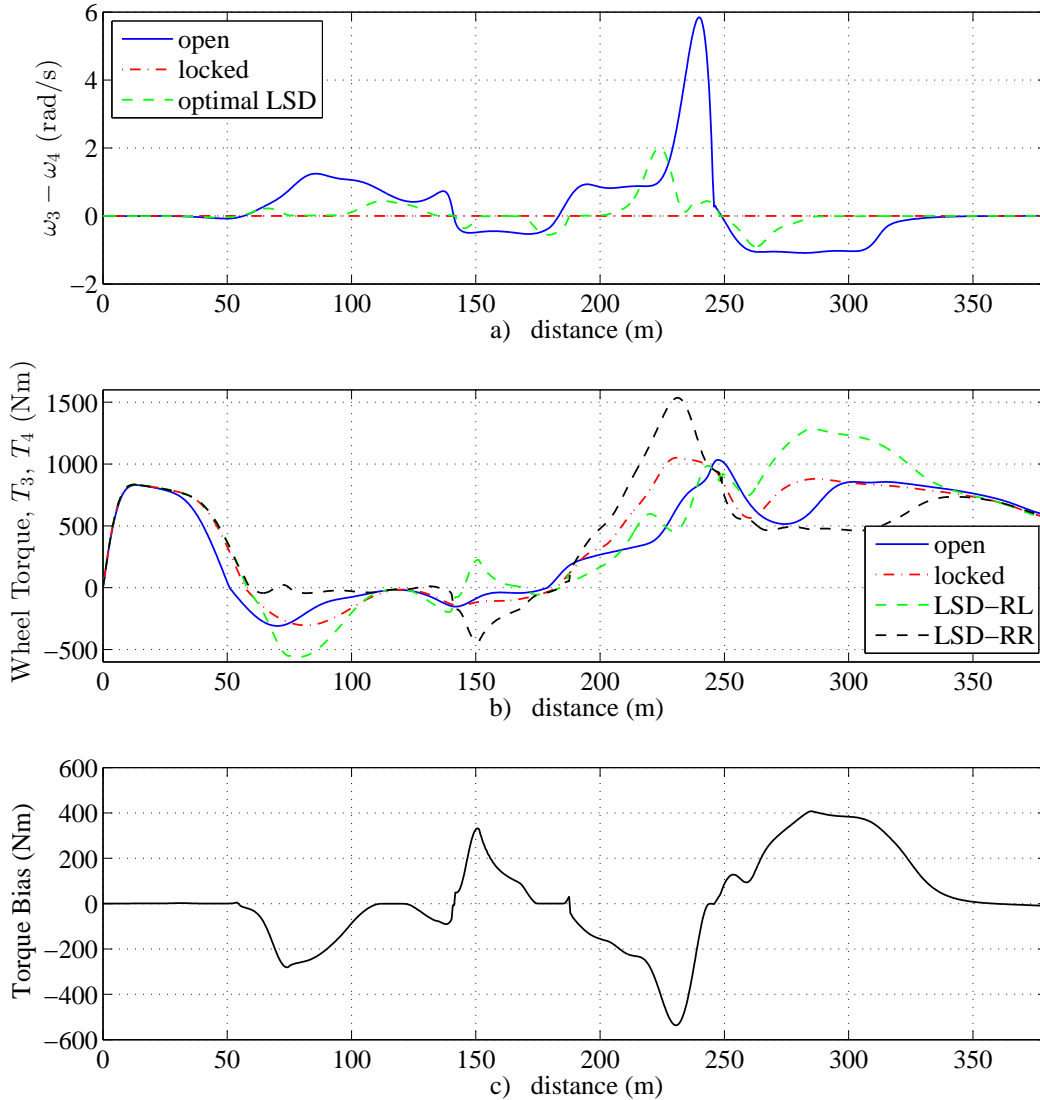 6
4
2
0
−2
ω₃ − ω₄ (rad/s)
open
locked
optimal LSD
0 50 100 150 200 250 300 350
a) distance (m)
1500
1000
500
0
−500
Wheel Torque, T₃, T₄ (Nm)
open
locked
LSD−RL
LSD−RR
0 50 100 150 200 250 300 350
b) distance (m)
600
400
200
0
−200
−400
−600
Torque Bias (Nm)
0 50 100 150 200 250 300 350
c) distance (m)